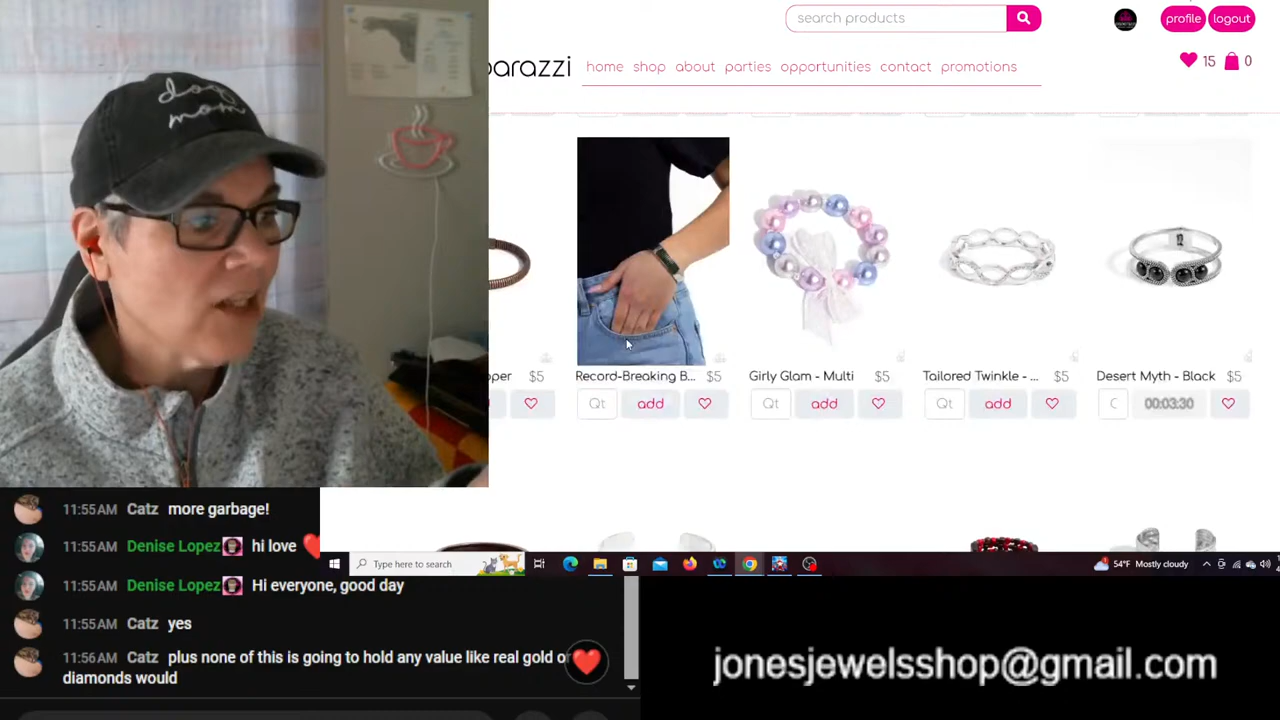 search products
profile
logout
dog
mom
parazzi
home shop about parties opportunities contact promotions
15
0
pper
Record-Breaking B... $5
Girly Glam - Multi $5
Tailored Twinkle - ... $5
Desert Myth - Black $5
Qt add
Qt add
Qt add
00:03:30
11:55AM Catz more garbage!
11:55AM Denise Lopez hi love
11:55AM Denise Lopez Hi everyone, good day
11:55AM Catz yes
11:56AM Catz plus none of this is going to hold any value like real gold or
diamonds would
Type here to search
54°F Mostly cloudy
jonesjewelsshop@gmail.com